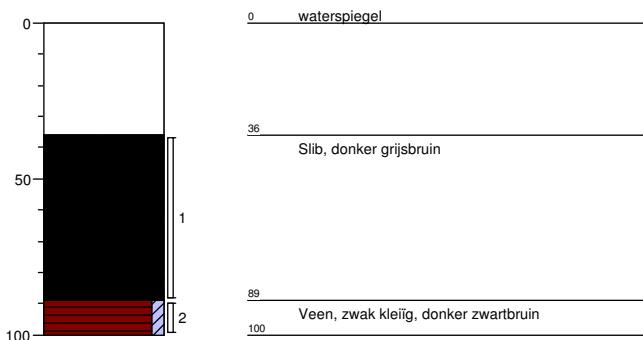 0
50
100
1
2
0 waterspiegel
36
Slib, donker grijsbruin
89
Veen, zwak kleiïg, donker zwartbruin
100